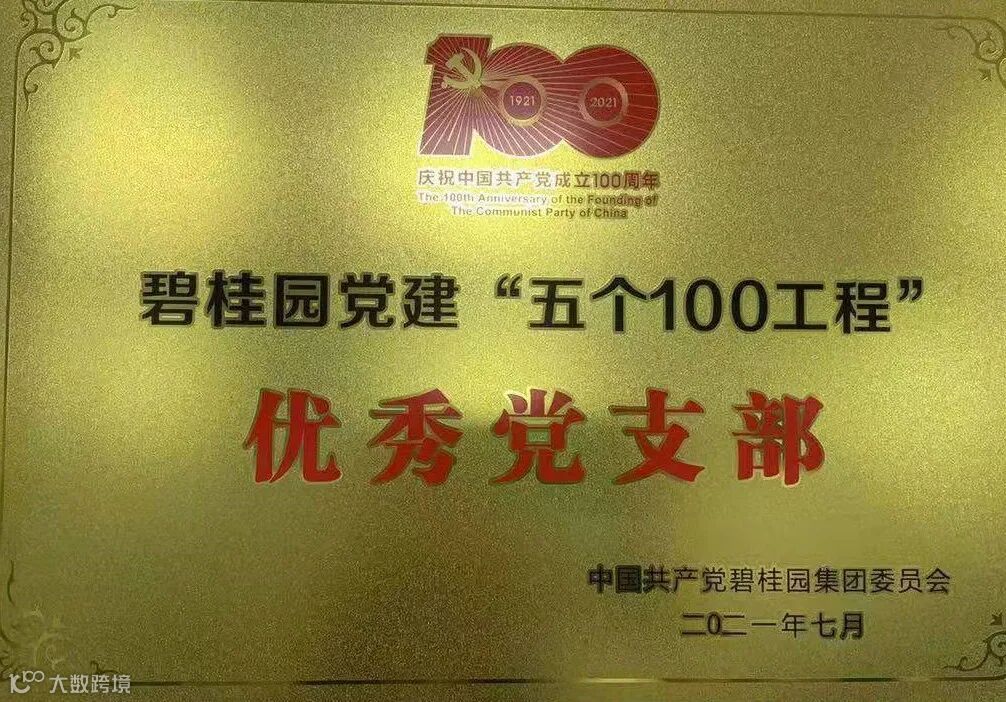 100
1921
2021
庆祝中国共产党成立100周年
The 100th Anniversary of the Founding of
The Communist Party of China
碧桂园党建“五个100工程”
优秀党支部
中国共产党碧桂园集团委员会
二〇二一年七月
大数跨境